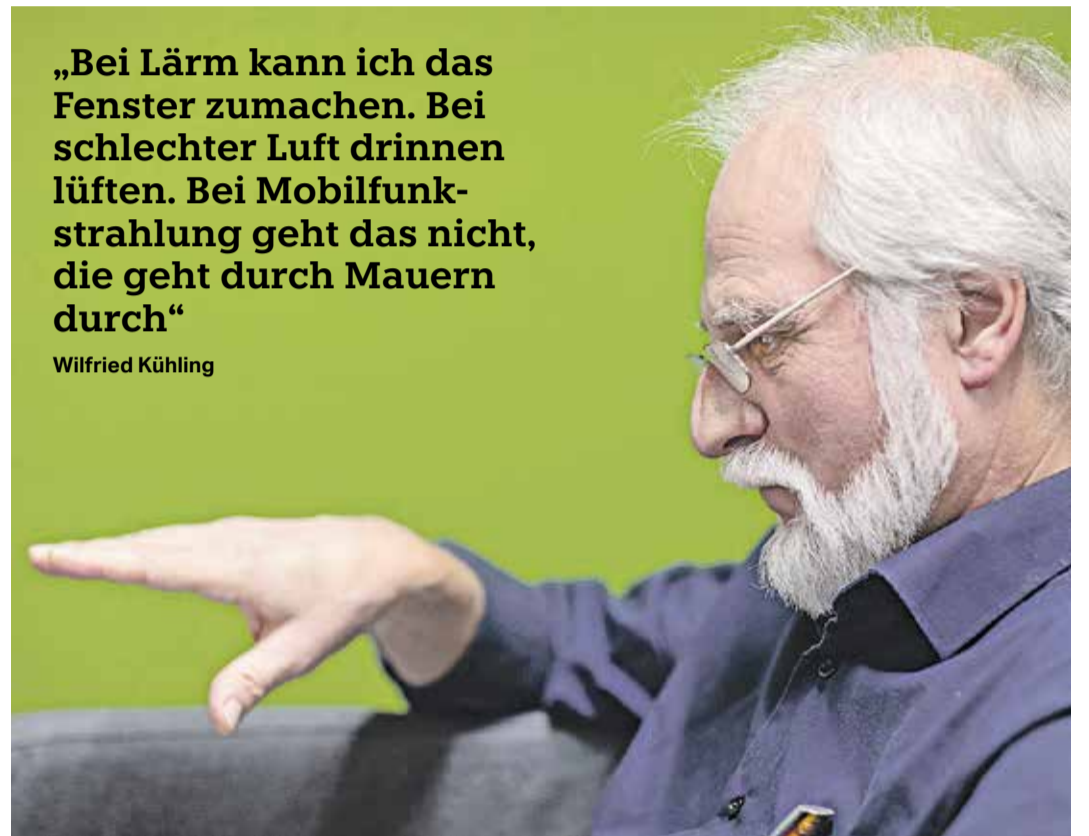 „Bei Lärm kann ich das
Fenster zumachen. Bei
schlechter Luft drinnen
lüften. Bei Mobilfunk-
strahlung geht das nicht,
die geht durch Mauern
durch“
Wilfried Kühling